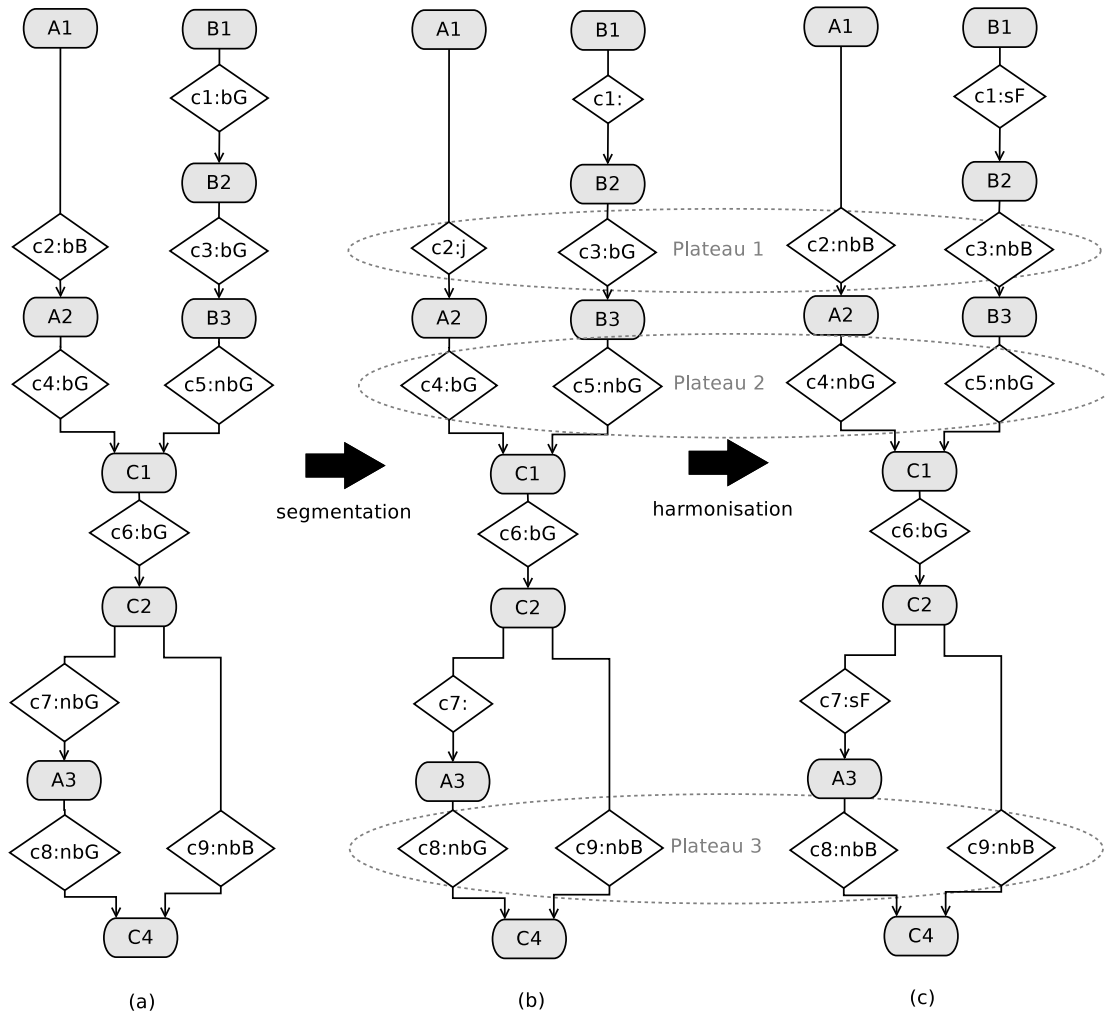 A1
B1
c1:bG
B2
c2:bB
c3:bG
A2
B3
c4:bG
c5:nbG
C1
c6:bG
C2
c7:nbG
A3
c8:nbG
c9:nbB
C4
(a)
segmentation
A1
B1
c1:
B2
c2:j
c3:bG
Plateau 1
A2
B3
c4:bG
c5:nbG
Plateau 2
C1
c6:bG
C2
c7:
A3
c8:nbG
c9:nbB
Plateau 3
C4
(b)
harmonisation
A1
B1
c1:sF
B2
c2:nbB
c3:nbB
A2
B3
c4:nbG
c5:nbG
C1
c6:bG
C2
c7:sF
A3
c8:nbB
c9:nbB
C4
(c)